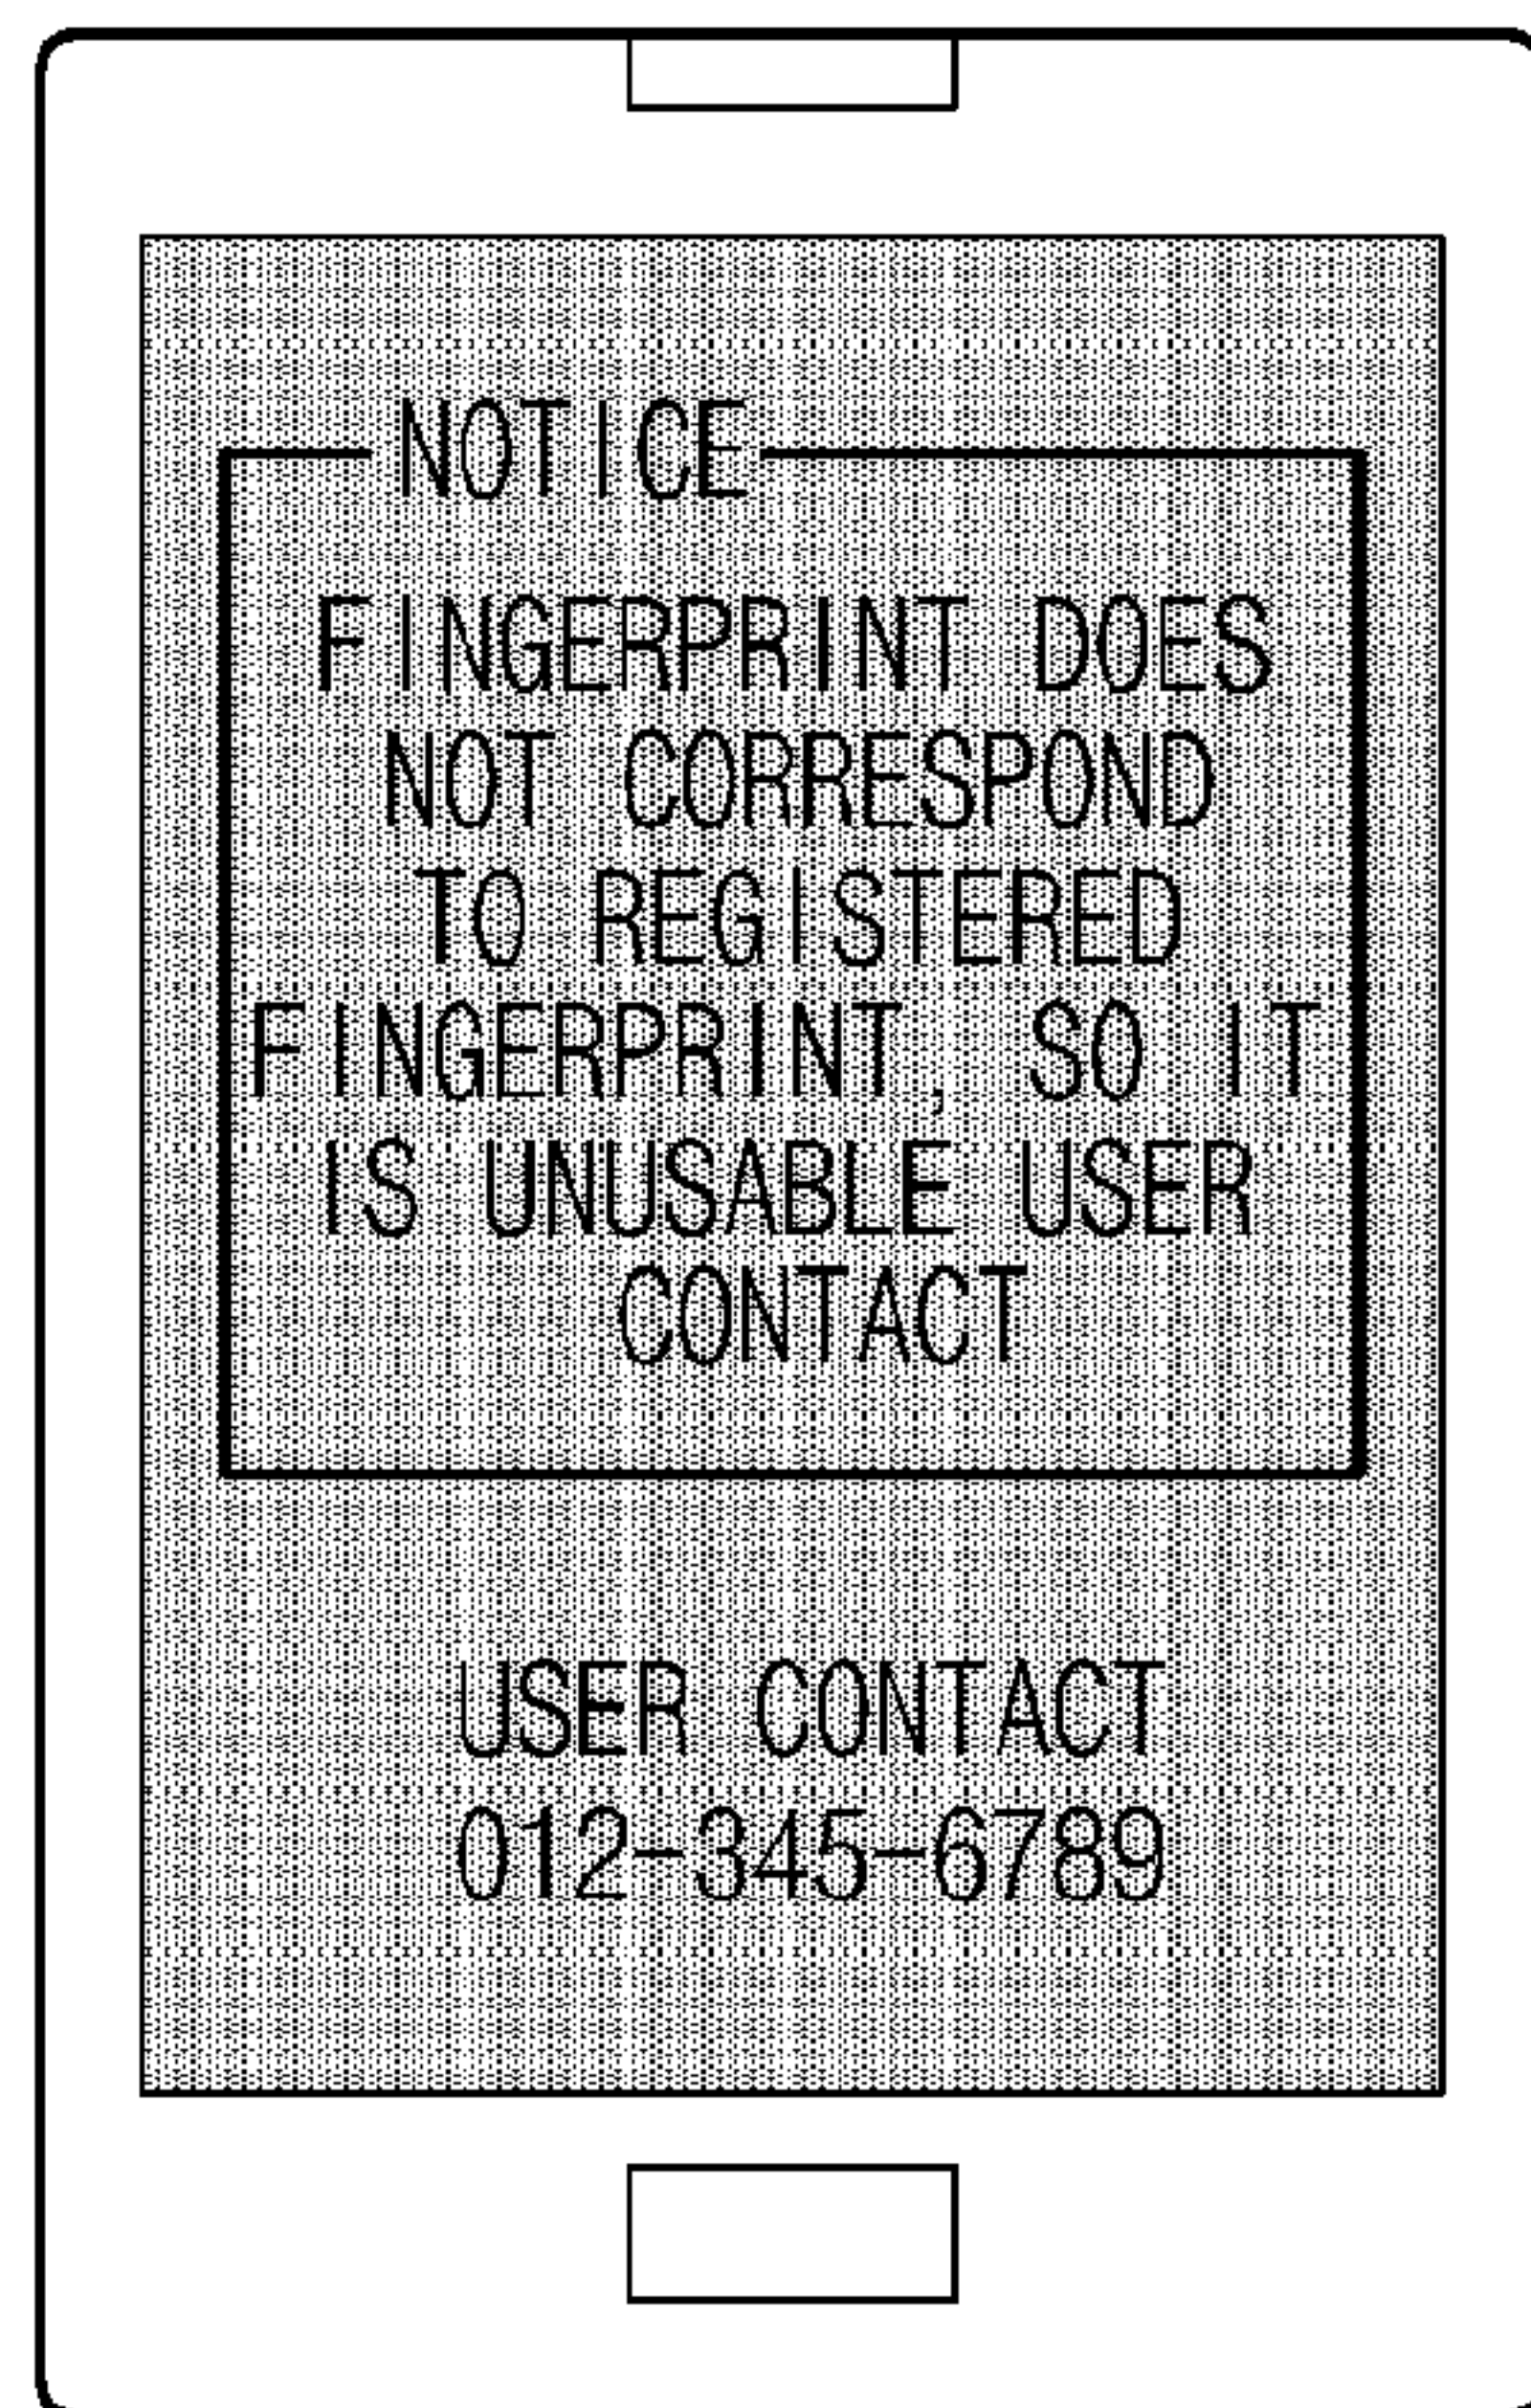 NOTICE
FINGERPRINT DOES
NOT CORRESPOND
TO REGISTERED
FINGERPRINT, SO IT
IS UNUSABLE USER
CONTACT
USER CONTACT
012-345-6789